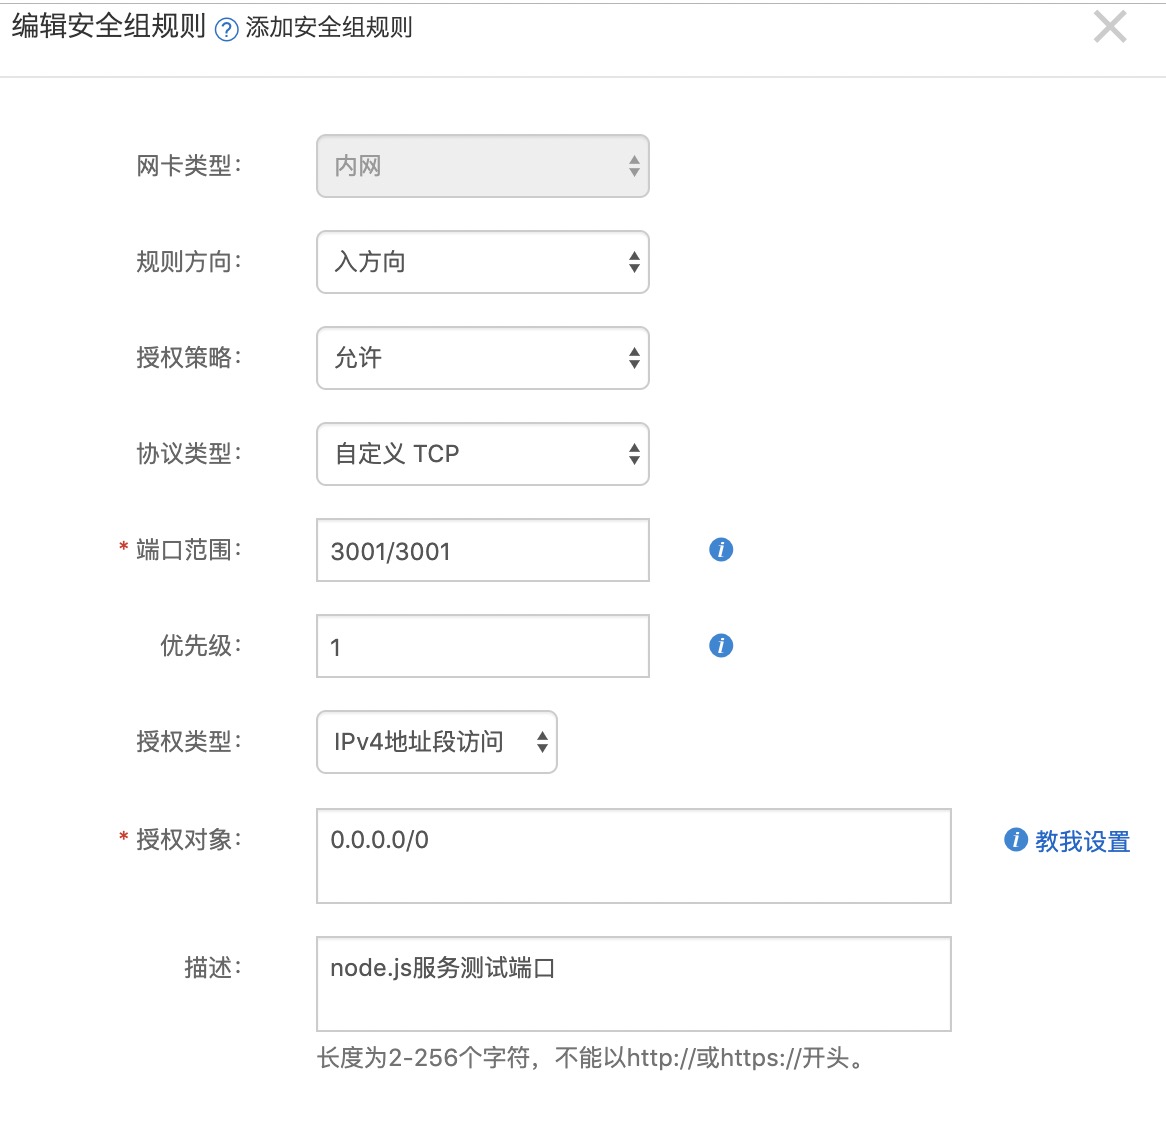 编辑安全组规则 ? 添加安全组规则
网卡类型： 内网
规则方向： 入方向
授权策略： 允许
协议类型： 自定义 TCP
* 端口范围： 3001/3001 i
优先级： 1 i
授权类型： IPv4地址段访问
* 授权对象： 0.0.0.0/0 i 教我设置
描述： node.js服务测试端口
长度为2-256个字符，不能以http://或https://开头。